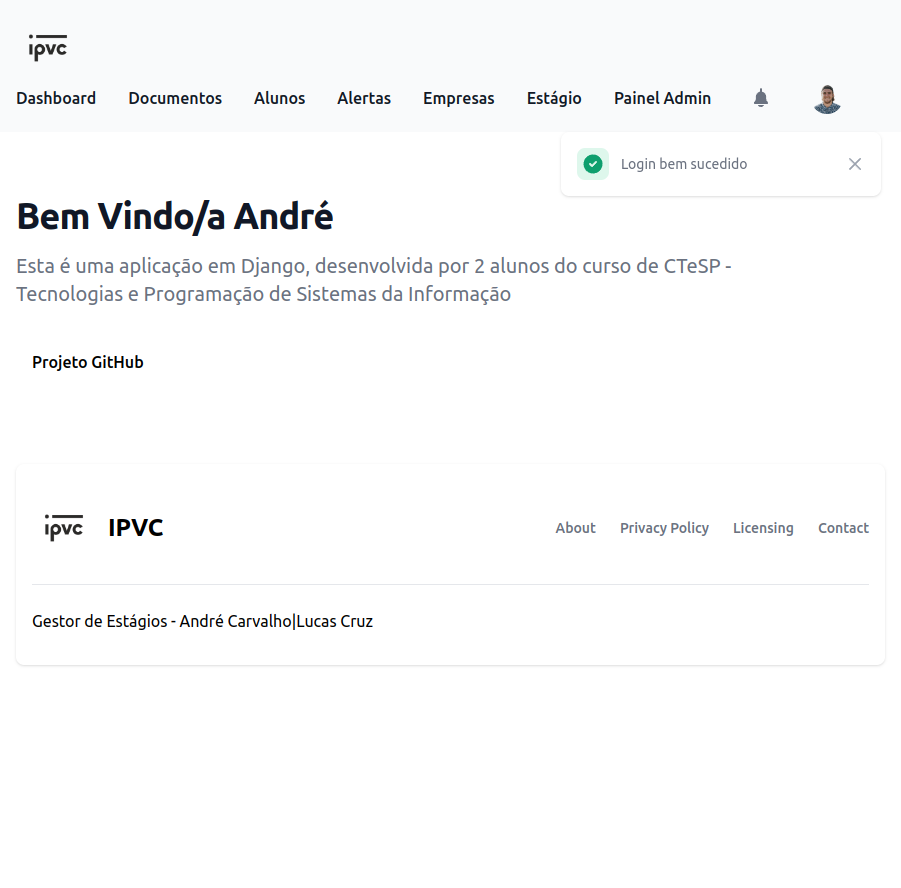 ipvc
Dashboard Documentos Alunos Alertas Empresas Estágio Painel Admin
Login bem sucedido
Bem Vindo/a André
Esta é uma aplicação em Django, desenvolvida por 2 alunos do curso de CTeSP -
Tecnologias e Programação de Sistemas da Informação
Projeto GitHub
ipvc IPVC About Privacy Policy Licensing Contact
Gestor de Estágios - André Carvalho|Lucas Cruz